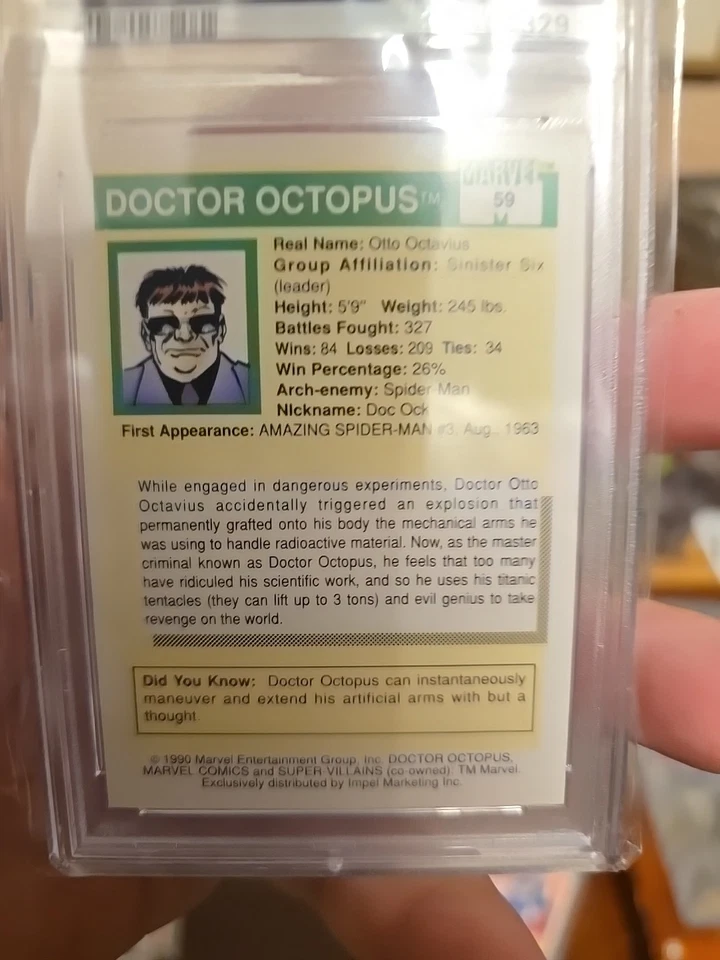 329
DOCTOR OCTOPUS™
MARVEL™
59
M
Real Name: Otto Octavius
Group Affiliation: Sinister Six
(leader)
Height: 5'9" Weight: 245 lbs.
Battles Fought: 327
Wins: 84 Losses: 209 Ties: 34
Win Percentage: 26%
Arch-enemy: Spider Man
NIckname: Doc Ock
First Appearance: AMAZING SPIDER-MAN #3, Aug., 1963
While engaged in dangerous experiments, Doctor Otto
Octavius accidentally triggered an explosion that
permanently grafted onto his body the mechanical arms he
was using to handle radioactive material. Now, as the master
criminal known as Doctor Octopus, he feels that too many
have ridiculed his scientific work, and so he uses his titanic
tentacles (they can lift up to 3 tons) and evil genius to take
revenge on the world.
Did You Know: Doctor Octopus can instantaneously
maneuver and extend his artificial arms with but a
thought.
© 1990 Marvel Entertainment Group, Inc. DOCTOR OCTOPUS,
MARVEL COMICS and SUPER VILLAINS (co-owned): TM Marvel.
Exclusively distributed by Impel Marketing Inc.